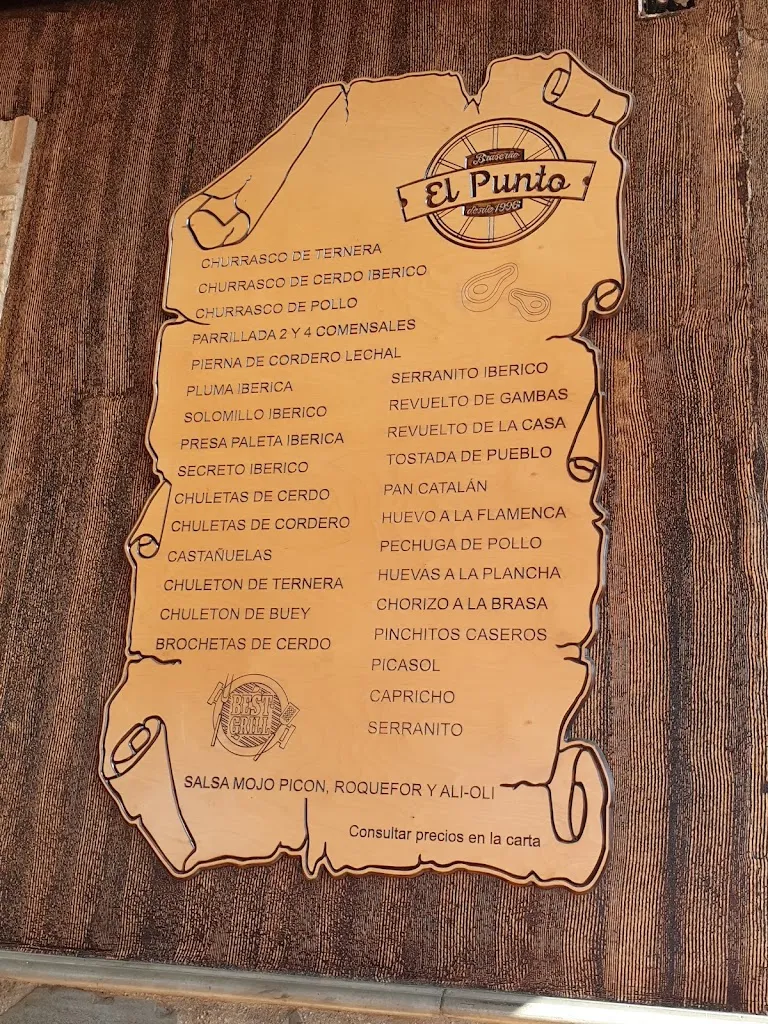 Braseria
El Punto
desde 1996
CHURRASCO DE TERNERA
CHURRASCO DE CERDO IBERICO
CHURRASCO DE POLLO
PARRILLADA 2 Y 4 COMENSALES
PIERNA DE CORDERO LECHAL
PLUMA IBERICA
SOLOMILLO IBERICO
PRESA PALETA IBERICA
SECRETO IBERICO
CHULETAS DE CERDO
CHULETAS DE CORDERO
CASTAÑUELAS
CHULETON DE TERNERA
CHULETON DE BUEY
BROCHETAS DE CERDO
SERRANITO IBERICO
REVUELTO DE GAMBAS
REVUELTO DE LA CASA
TOSTADA DE PUEBLO
PAN CATALÁN
HUEVO A LA FLAMENCA
PECHUGA DE POLLO
HUEVAS A LA PLANCHA
CHORIZO A LA BRASA
PINCHITOS CASEROS
PICASOL
CAPRICHO
SERRANITO
BEST
GRILL
SALSA MOJO PICON, ROQUEFOR Y ALI-OLI
Consultar precios en la carta